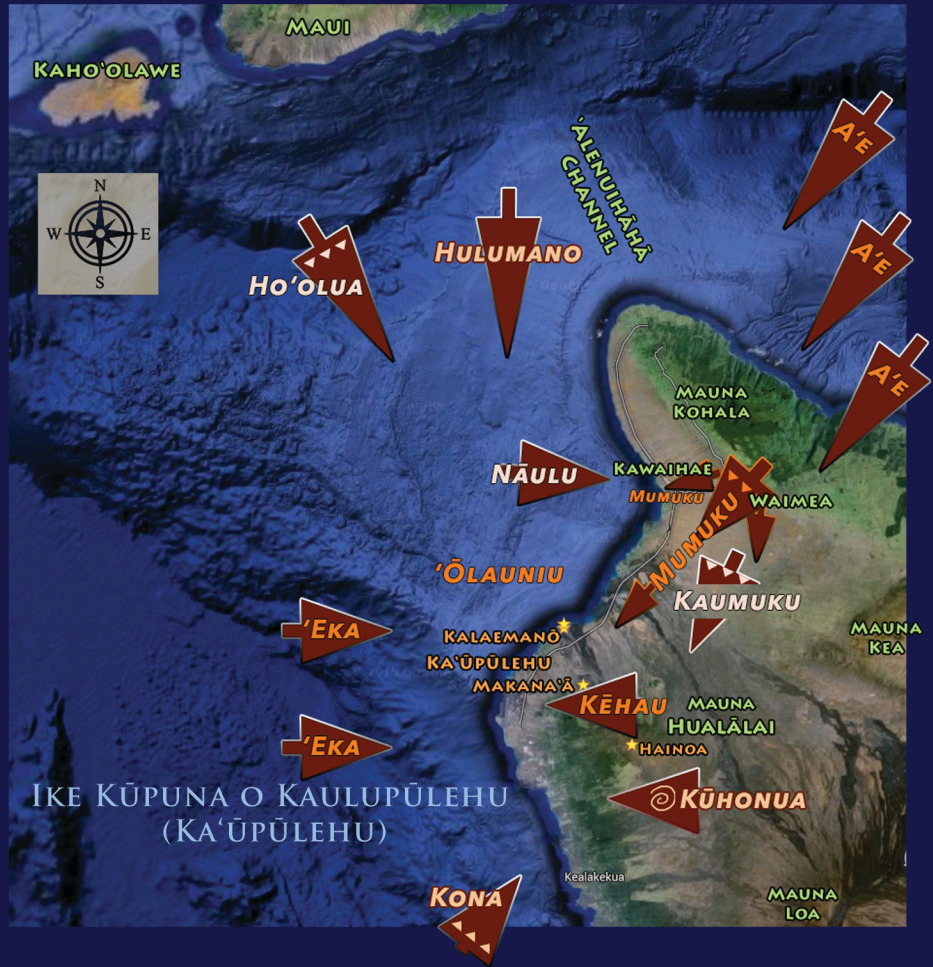 MAUI
KAHO‘OLAWE
A‘E
‘ALENUIHĀHĀ
CHANNEL
N
W E
S
HULUMANO
A‘E
HO‘OLUA
A‘E
MAUNA
KOHALA
NĀULU
KAWAIHAE
MUMUKU
WAIMEA
MUMUKU
‘ŌLAUNIU
KAUMUKU
‘EKA
KALAEMANŌ
MAUNA
KEA
KA‘ŪPŪLEHU
MAKANA‘Ā
KĒHAU
MAUNA
HUALĀLAI
‘EKA
HAINOA
IKE KŪPUNA O KAULUPŪLEHU
(KA‘ŪPŪLEHU)
KŪHONUA
Kealakekua
KONA
MAUNA
LOA